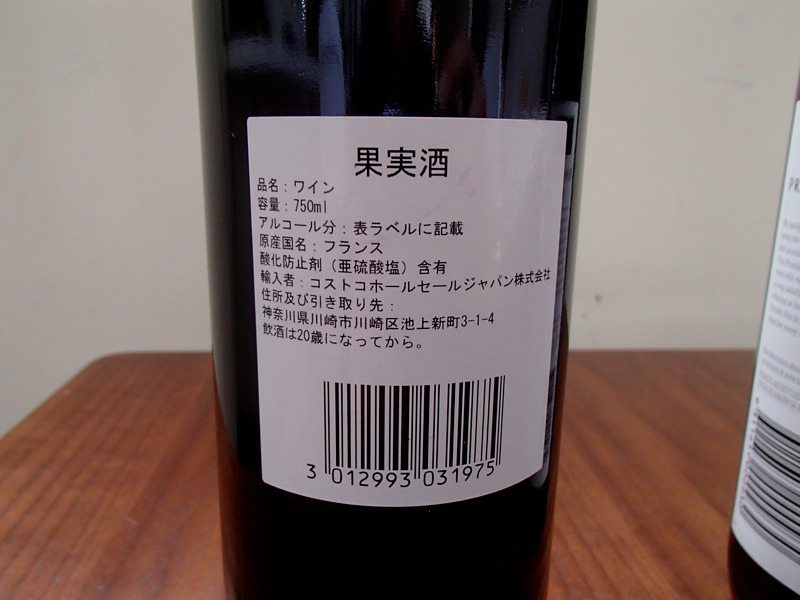 果実酒
品名：ワイン
容量：750ml
アルコール分：表ラベルに記載
原産国名：フランス
酸化防止剤（亜硫酸塩）含有
輸入者：コストコホールセールジャパン株式会社
住所及び引き取り先：
神奈川県川崎市川崎区池上新町3-1-4
飲酒は20歳になってから。
3 012993 031975